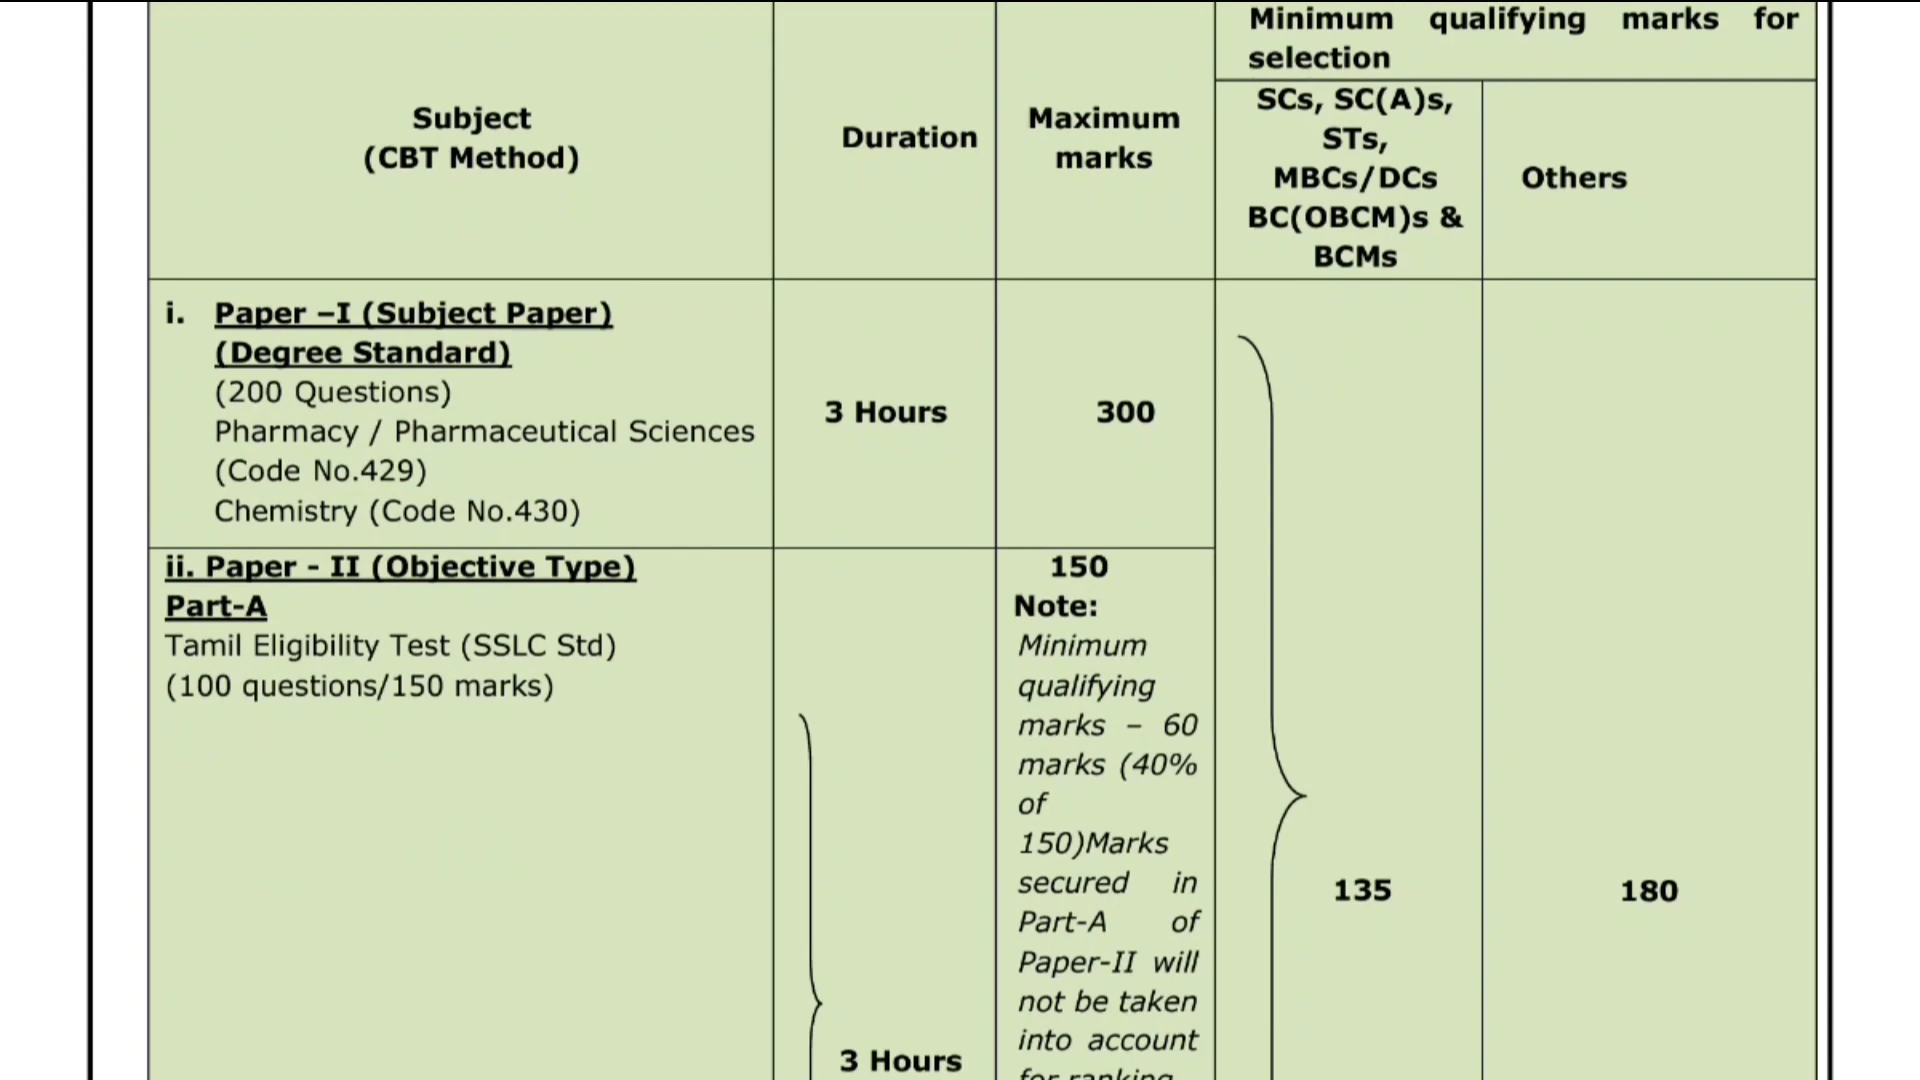 Subject
(CBT Method)
Duration
Maximum
marks
Minimum qualifying marks for
selection
SCs, SC(A)s,
STs,
MBCs/DCs
BC(OBCM)s &
BCMs
Others
i. Paper –I (Subject Paper)
(Degree Standard)
(200 Questions)
Pharmacy / Pharmaceutical Sciences
(Code No.429)
Chemistry (Code No.430)
3 Hours
300
ii. Paper - II (Objective Type)
Part-A
Tamil Eligibility Test (SSLC Std)
(100 questions/150 marks)
3 Hours
150
Note:
Minimum
qualifying
marks – 60
marks (40%
of
150)Marks
secured in
Part-A of
Paper-II will
not be taken
into account
for ranking
135
180